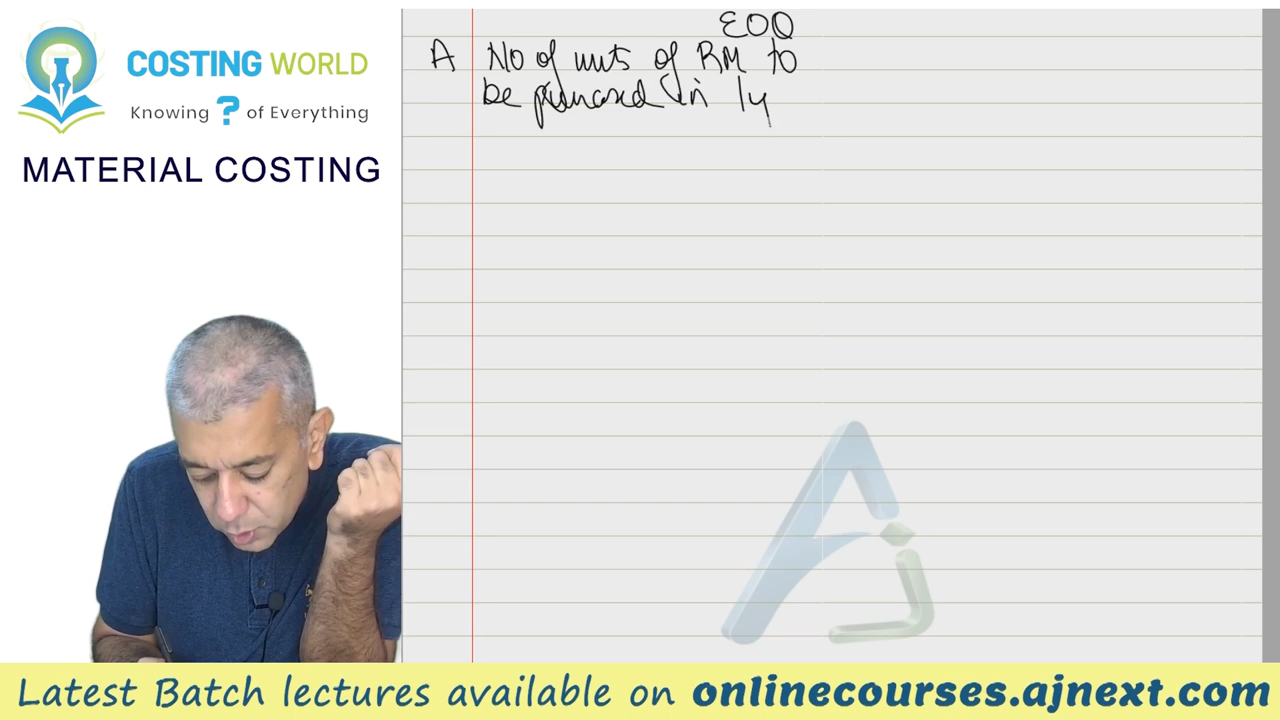 COSTING WORLD
Knowing ? of Everything
MATERIAL COSTING
EOQ
A No of units of RM to
be purchased in 1y
Latest Batch lectures available on onlinecourses.ajnext.com